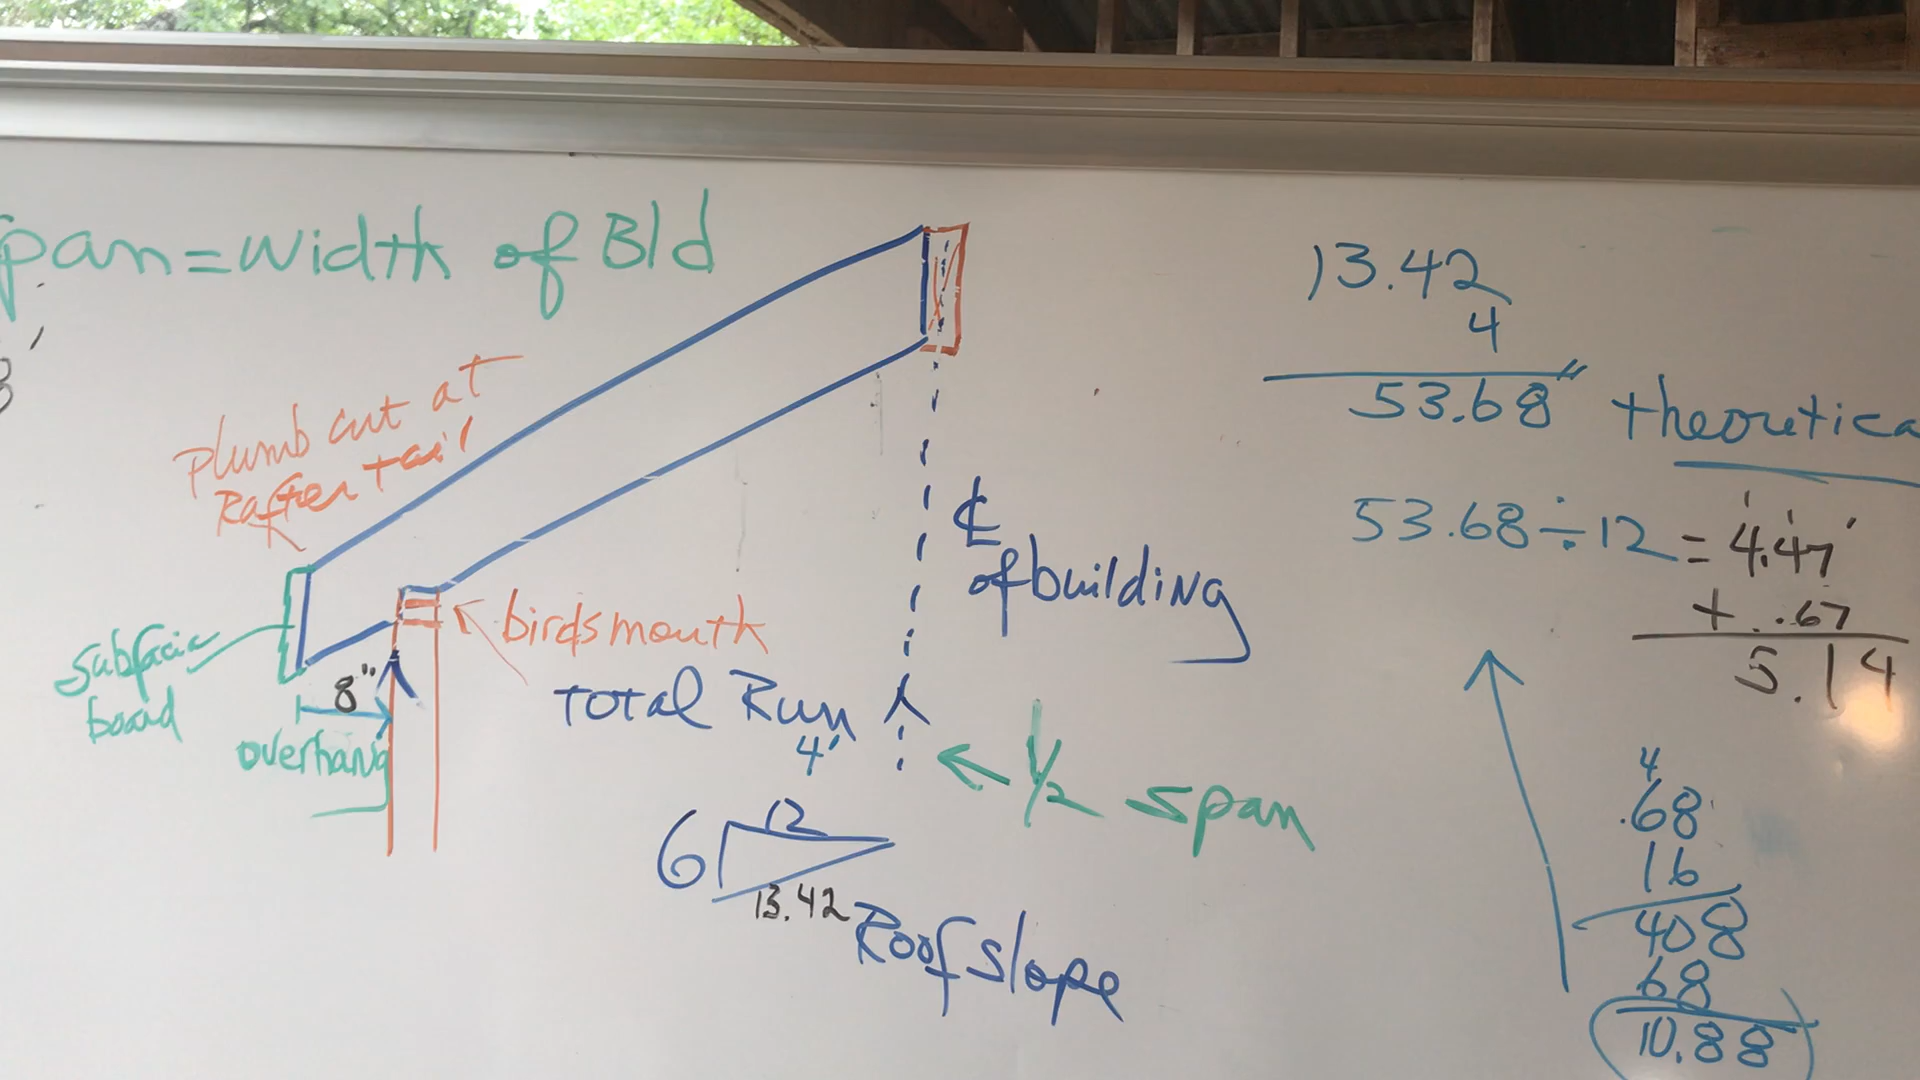 pan = width of Bld
plumb cut at
Rafter tail
subfacia
board
8"
overhang
birdsmouth
℄
of building
Total Run
4'
1/2 span
12
6
13.42
Roof slope
13.42
4
53.68" theoretica
53.68 ÷ 12 = 4.47'
+ .67
5.14
4
.68
16
408
68
10.88